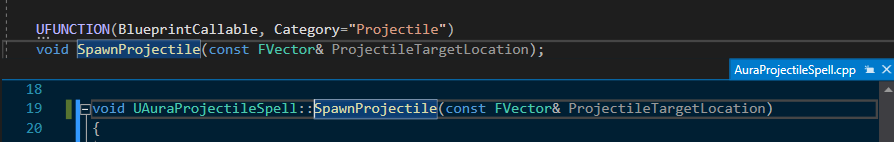 UFUNCTION(BlueprintCallable, Category="Projectile")
void SpawnProjectile(const FVector& ProjectileTargetLocation);
AuraProjectileSpell.cpp
18
19 void UAuraProjectileSpell::SpawnProjectile(const FVector& ProjectileTargetLocation)
20 {